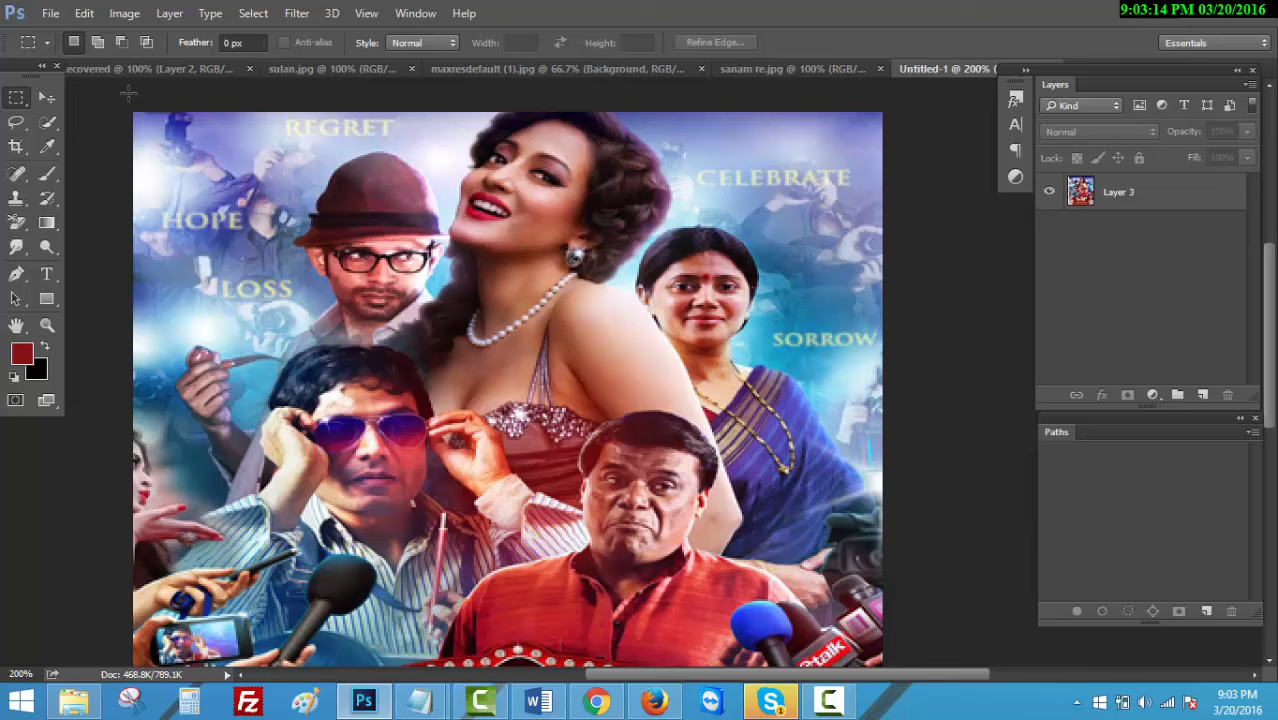 Ps File Edit Image Layer Type Select Filter 3D View Window Help
9:03:14 PM 03/20/2016
Feather: 0 px Anti-alias Style: Normal Width: Height: Refine Edge... Essentials
ecovered @ 100% (Layer 2, RGB/... sulan.jpg @ 100% (RGB/... maxresdefault (1).jpg @ 66.7% (Background, RGB/... sanam re.jpg @ 100% (RGB/... Untitled-1 @ 200% (
Layers
Kind
Normal Opacity: 100%
Lock: Fill: 100%
Layer 3
Paths
REGRET
CELEBRATE
HOPE
LOSS
SORROW
etalk
200% Doc: 468.8K/789.1K
Ps
9:03 PM
3/20/2016